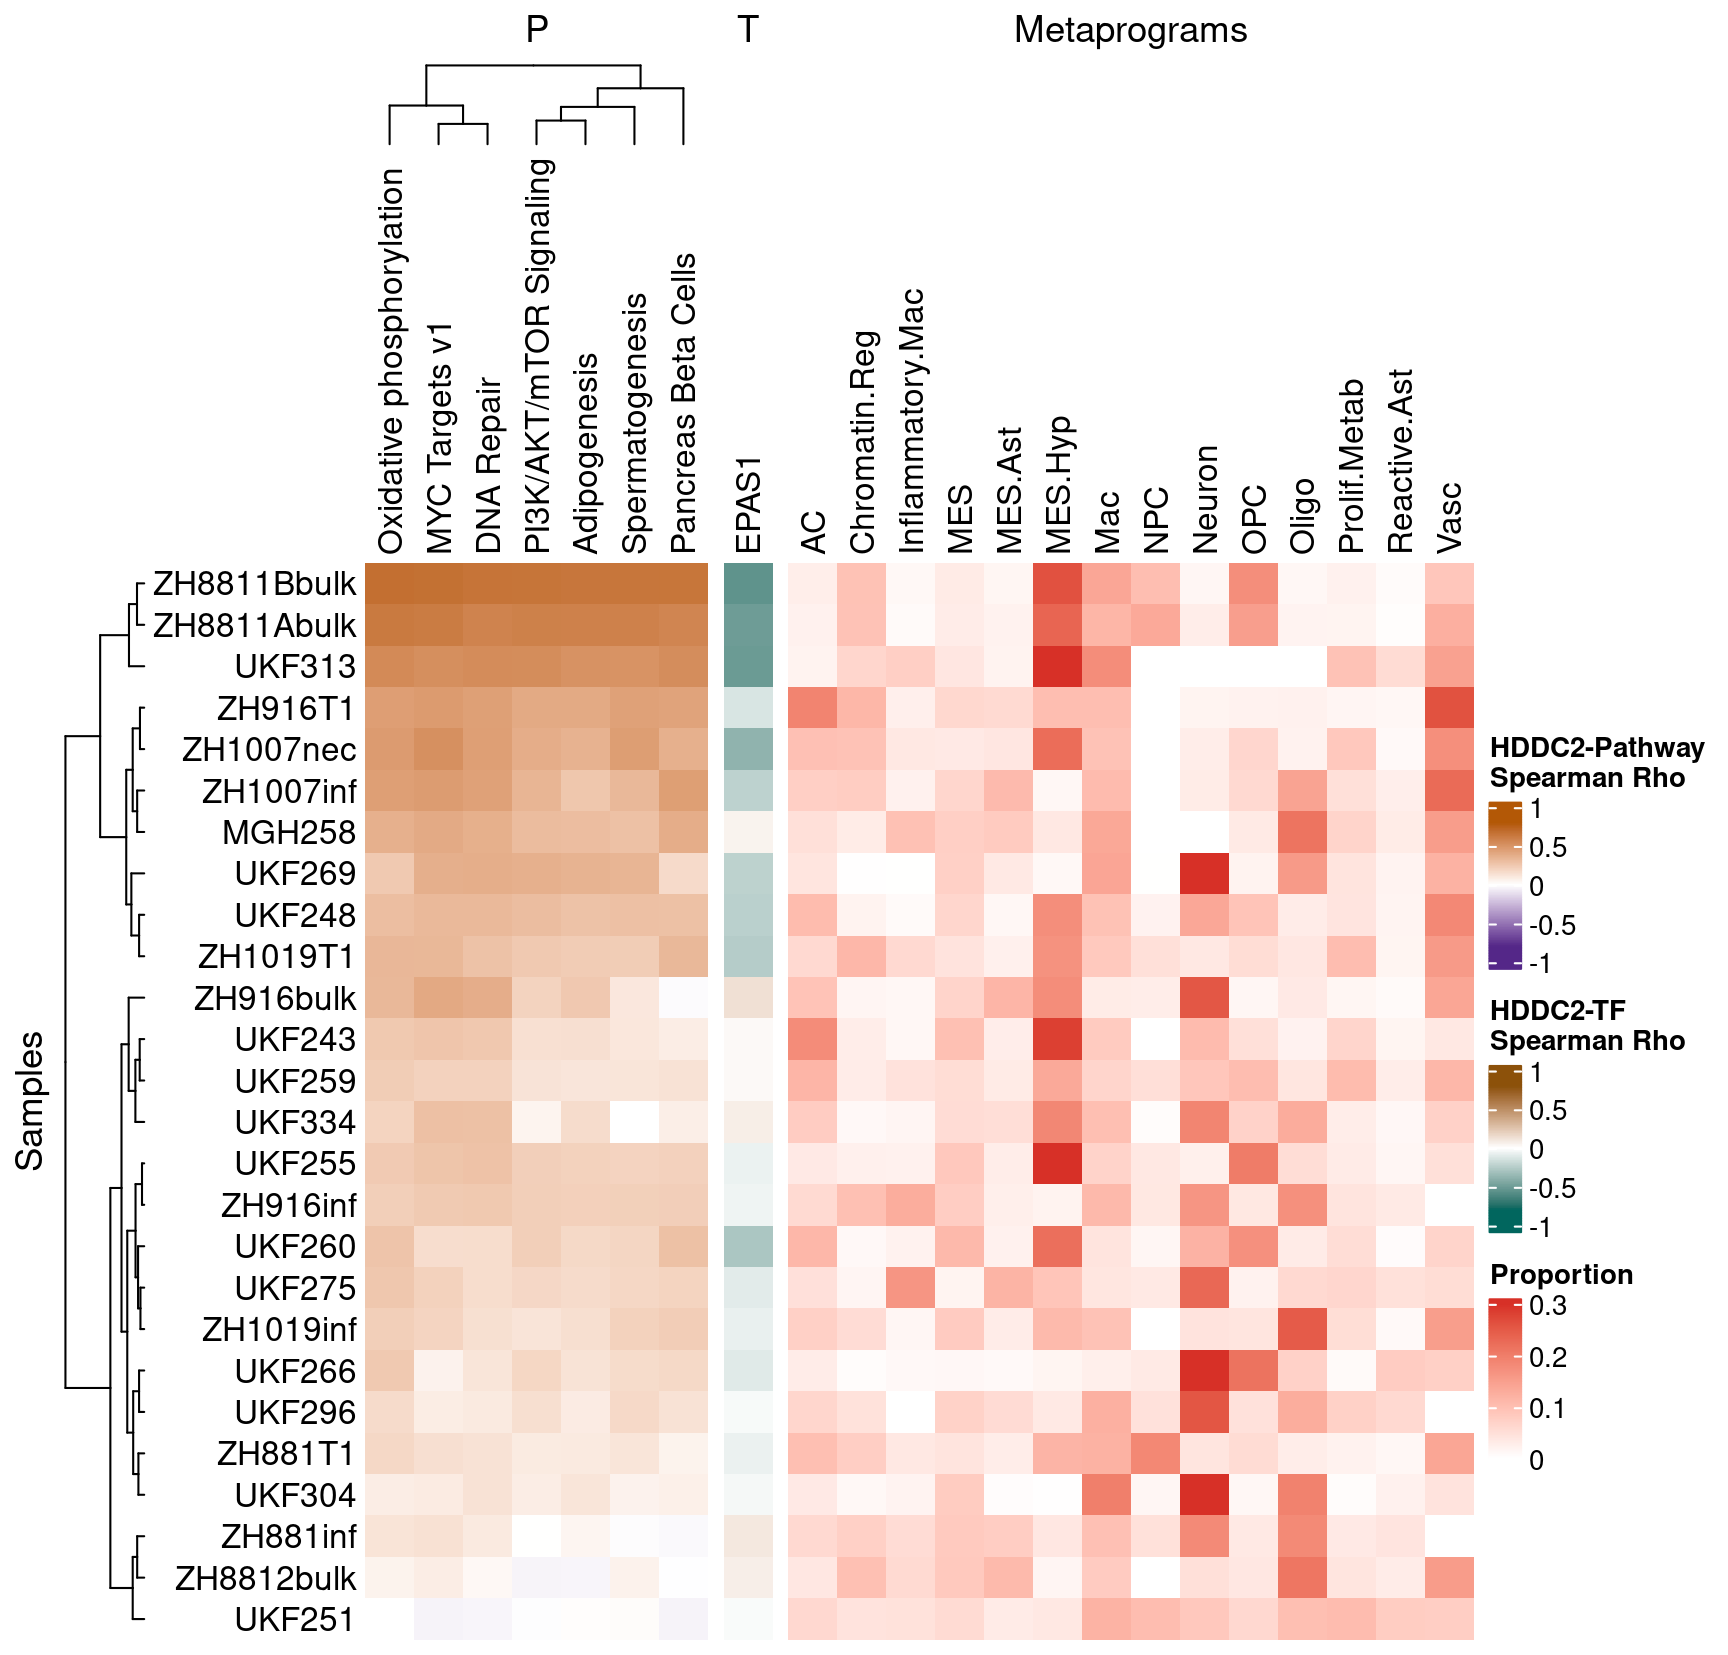 P
T
Metaprograms
Oxidative phosphorylation
MYC Targets v1
DNA Repair
PI3K/AKT/mTOR Signaling
Adipogenesis
Spermatogenesis
Pancreas Beta Cells
EPAS1
AC
Chromatin.Reg
Inflammatory.Mac
MES
MES.Ast
MES.Hyp
Mac
NPC
Neuron
OPC
Oligo
Prolif.Metab
Reactive.Ast
Vasc
Samples
ZH8811Bbulk
ZH8811Abulk
UKF313
ZH916T1
ZH1007nec
ZH1007inf
MGH258
UKF269
UKF248
ZH1019T1
ZH916bulk
UKF243
UKF259
UKF334
UKF255
ZH916inf
UKF260
UKF275
ZH1019inf
UKF266
UKF296
ZH881T1
UKF304
ZH881inf
ZH8812bulk
UKF251
HDDC2-Pathway
Spearman Rho
1
0.5
0
-0.5
-1
HDDC2-TF
Spearman Rho
1
0.5
0
-0.5
-1
Proportion
0.3
0.2
0.1
0